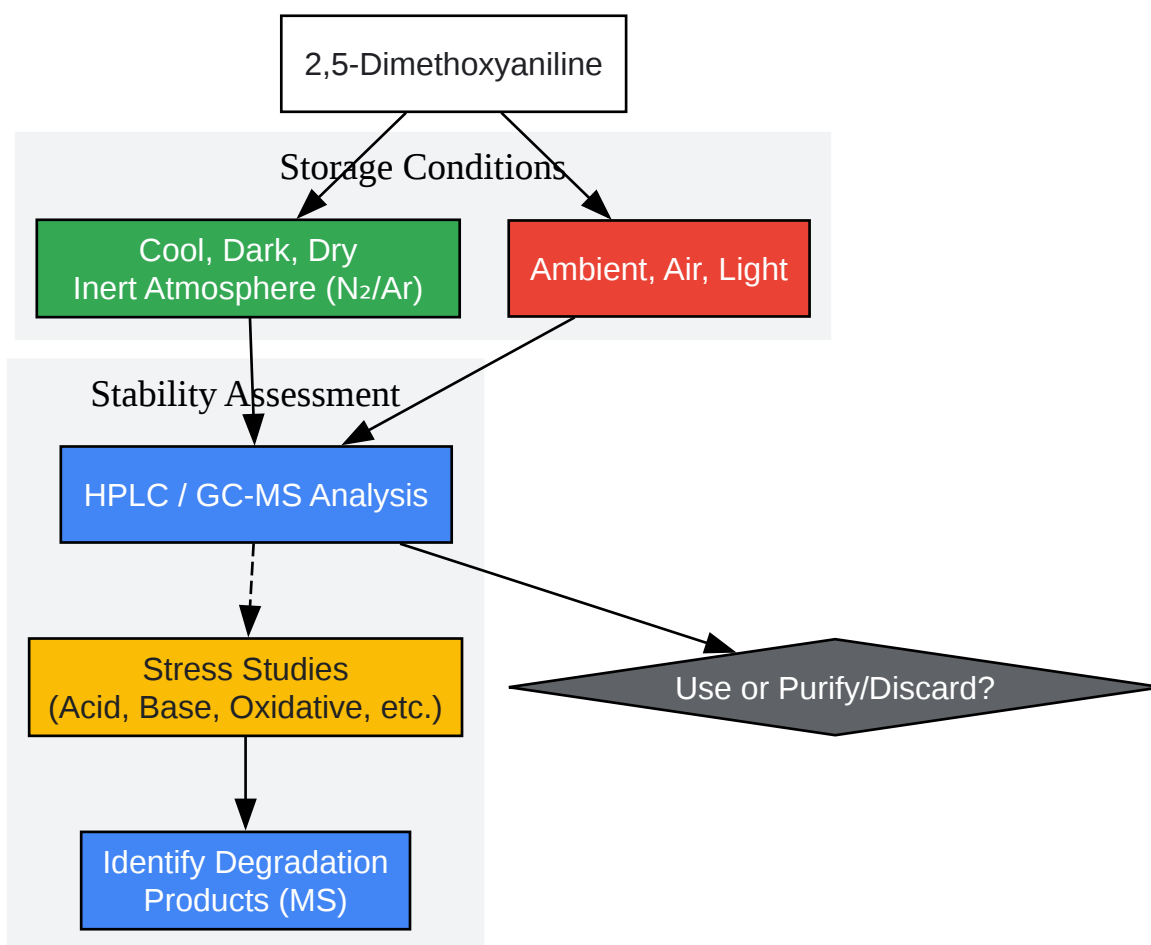 2,5-Dimethoxyaniline
Storage Conditions
Cool, Dark, Dry
Inert Atmosphere (N₂/Ar)
Ambient, Air, Light
Stability Assessment
HPLC / GC-MS Analysis
Stress Studies
(Acid, Base, Oxidative, etc.)
Use or Purify/Discard?
Identify Degradation
Products (MS)